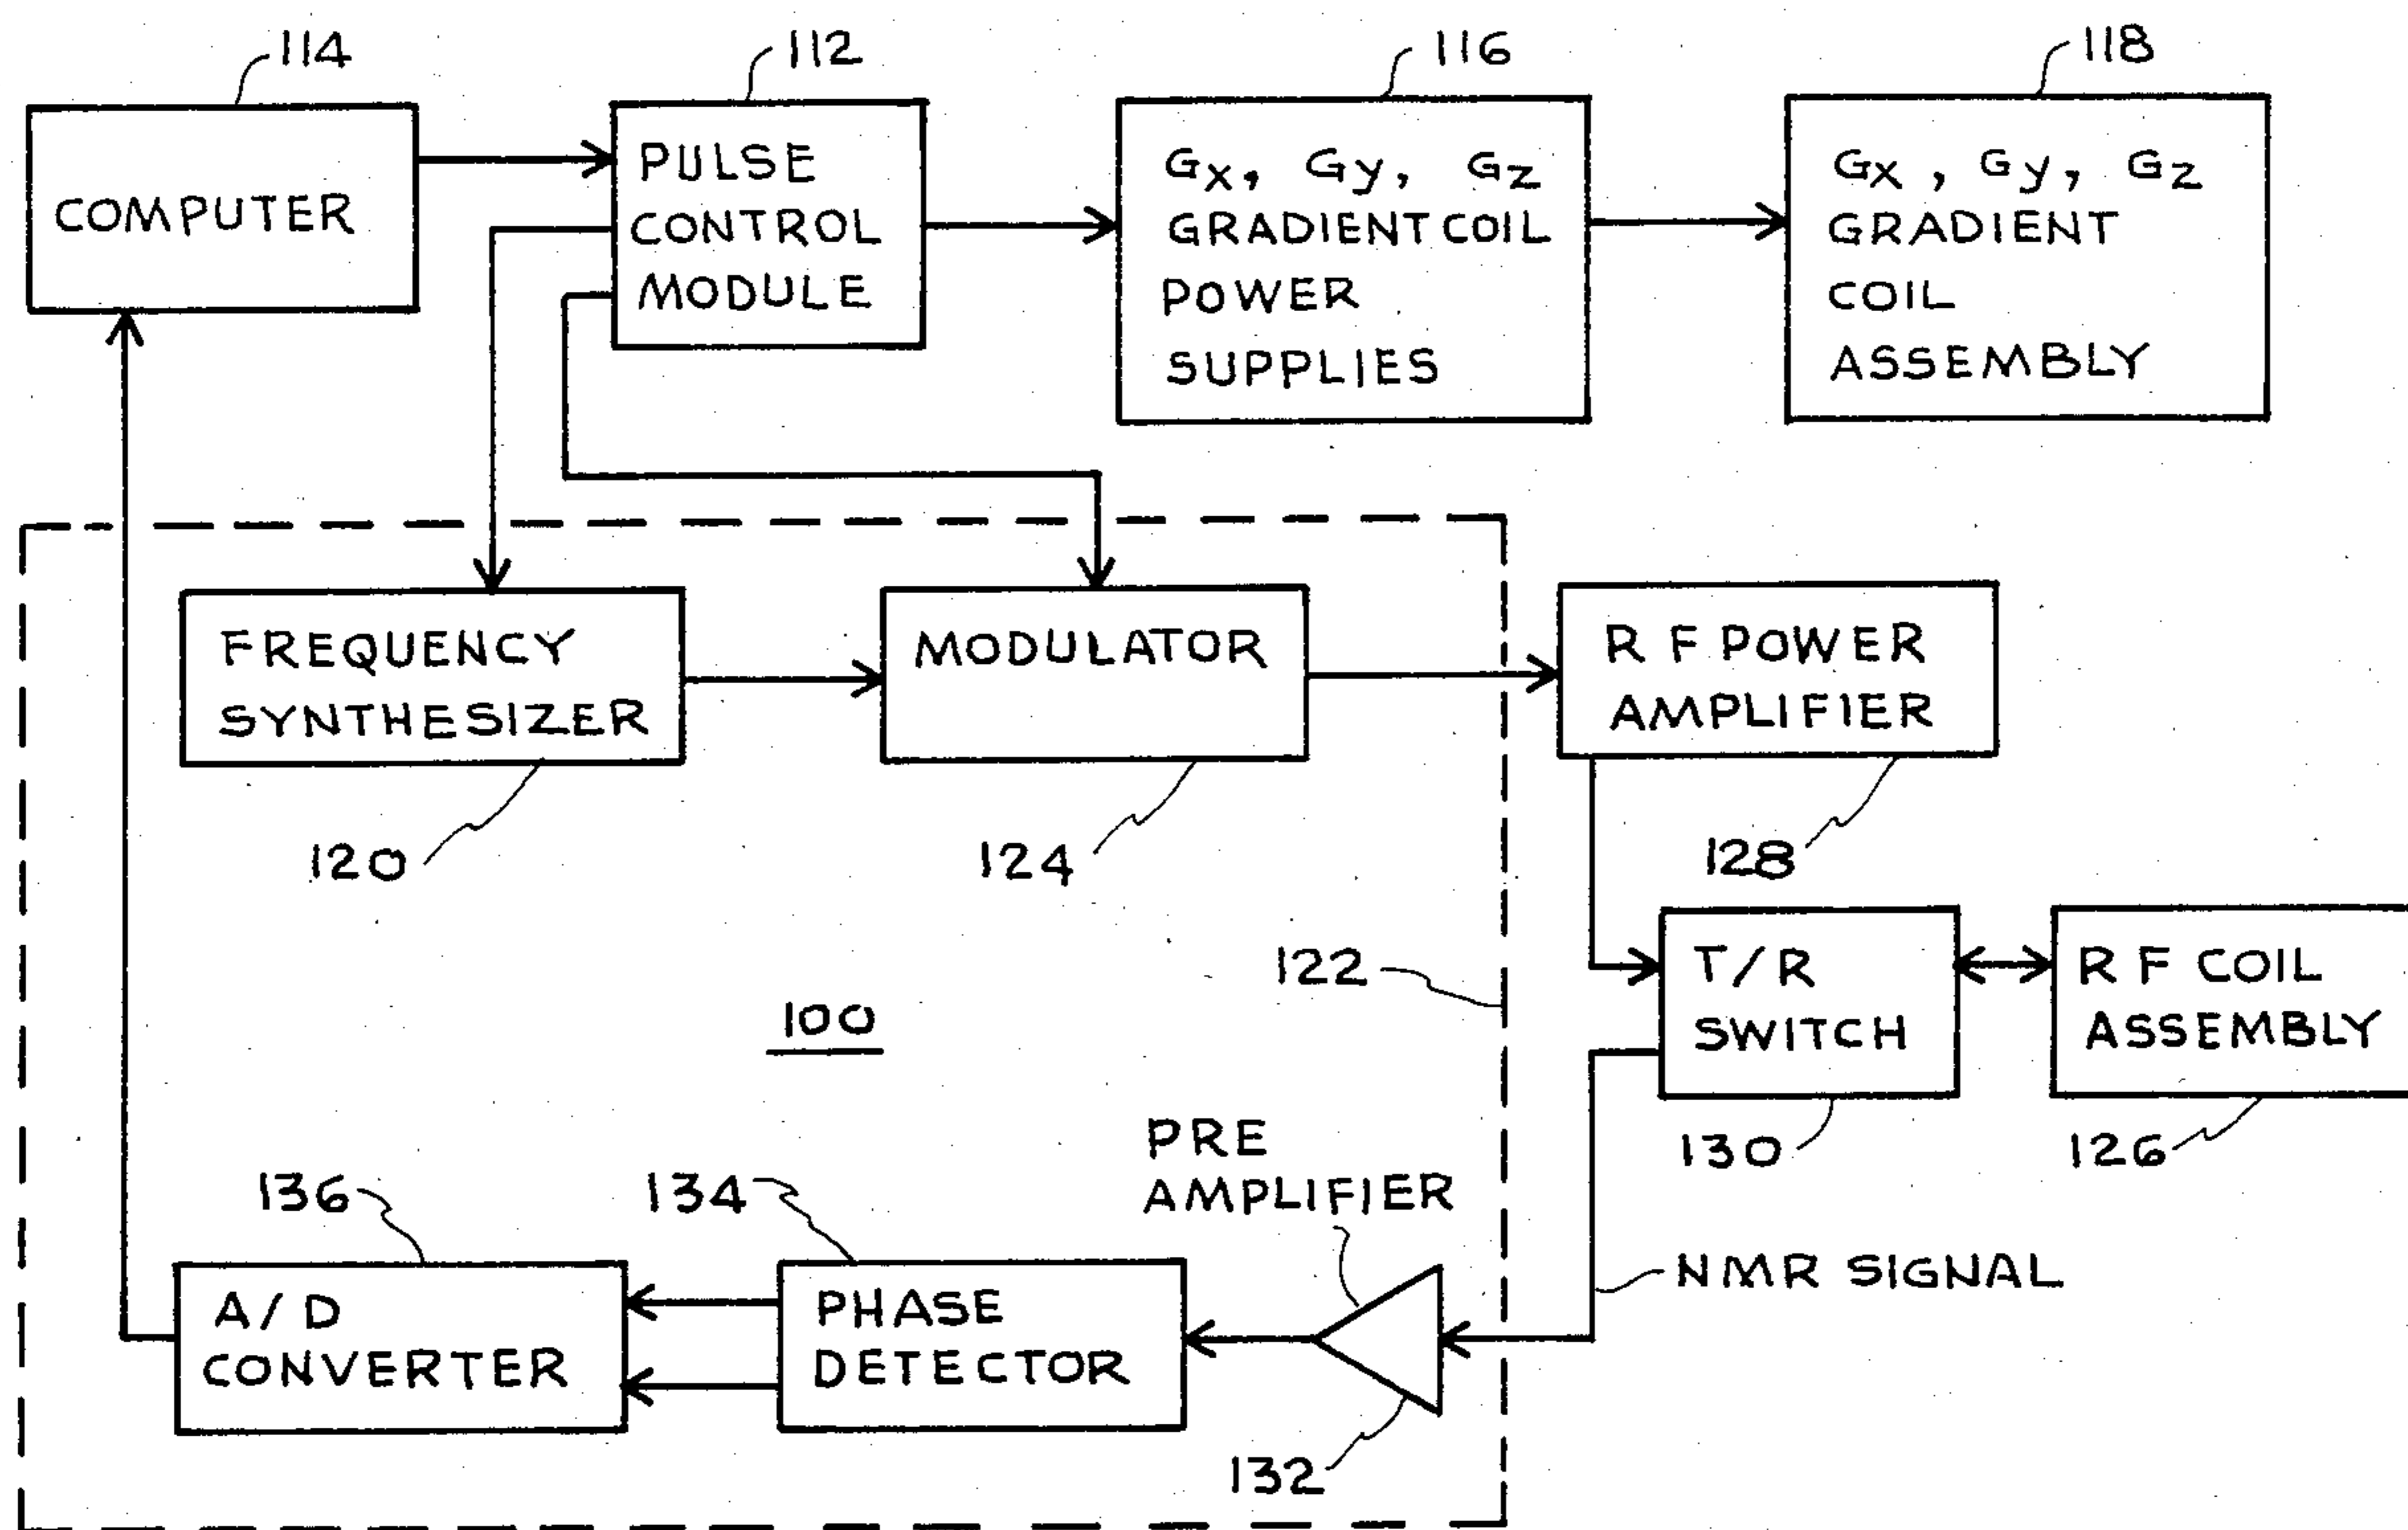 114
112
116
118
COMPUTER
PULSE
CONTROL
MODULE
Gx, Gy, Gz
GRADIENT COIL
POWER
SUPPLIES
Gx, Gy, Gz
GRADIENT
COIL
ASSEMBLY
FREQUENCY
SYNTHESIZER
MODULATOR
RF POWER
AMPLIFIER
120
124
128
122
T/R
SWITCH
RF COIL
ASSEMBLY
100
130
126
PRE
AMPLIFIER
136
134
NMR SIGNAL
A/D
CONVERTER
PHASE
DETECTOR
132